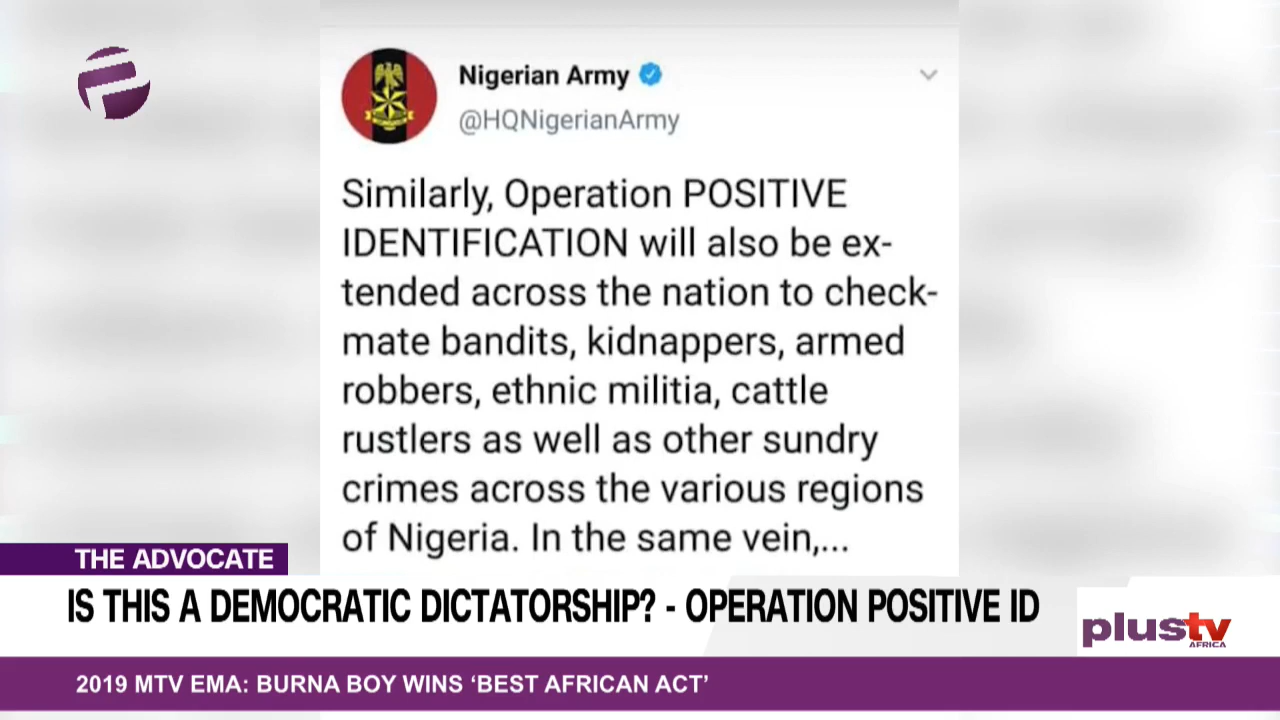 Nigerian Army
@HQNigerianArmy
Similarly, Operation POSITIVE
IDENTIFICATION will also be ex-
tended across the nation to check-
mate bandits, kidnappers, armed
robbers, ethnic militia, cattle
rustlers as well as other sundry
crimes across the various regions
of Nigeria. In the same vein,...
THE ADVOCATE
IS THIS A DEMOCRATIC DICTATORSHIP? - OPERATION POSITIVE ID
plustv
AFRICA
2019 MTV EMA: BURNA BOY WINS ‘BEST AFRICAN ACT’